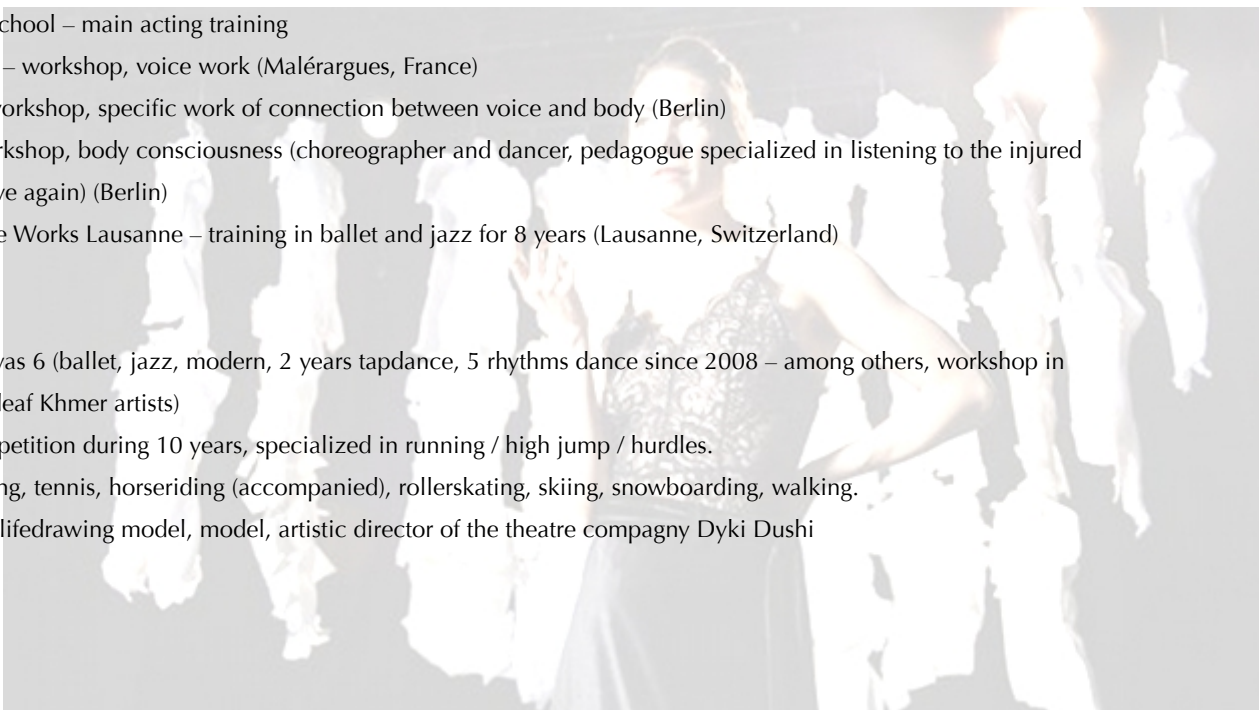 chool – main acting training
– workshop, voice work (Malérargues, France)
workshop, specific work of connection between voice and body (Berlin)
rkshop, body consciousness (choreographer and dancer, pedagogue specialized in listening to the injured
ve again) (Berlin)
e Works Lausanne – training in ballet and jazz for 8 years (Lausanne, Switzerland)
was 6 (ballet, jazz, modern, 2 years tapdance, 5 rhythms dance since 2008 – among others, workshop in
deaf Khmer artists)
petition during 10 years, specialized in running / high jump / hurdles.
ng, tennis, horseriding (accompanied), rollerskating, skiing, snowboarding, walking.
lifedrawing model, model, artistic director of the theatre compagny Dyki Dushi